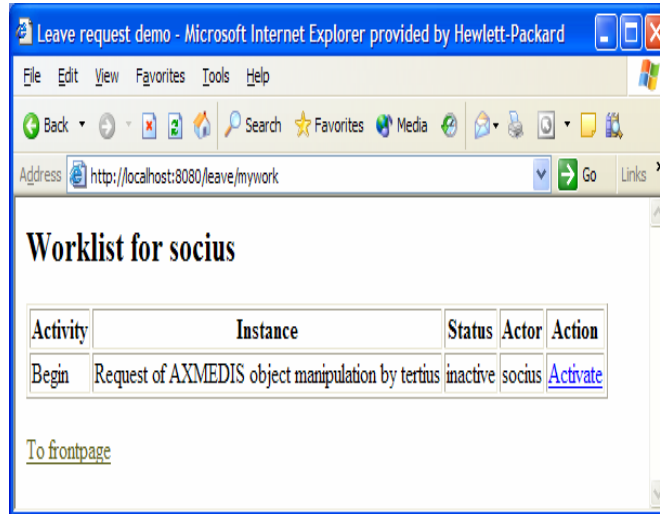 Leave request demo - Microsoft Internet Explorer provided by Hewlett-Packard
File Edit View Favorites Tools Help
Back Search Favorites Media
Address http://localhost:8080/leave/mywork Go Links
Worklist for socius
Activity Instance Status Actor Action
Begin Request of AXMEDIS object manipulation by tertius inactive socius Activate
To frontpage